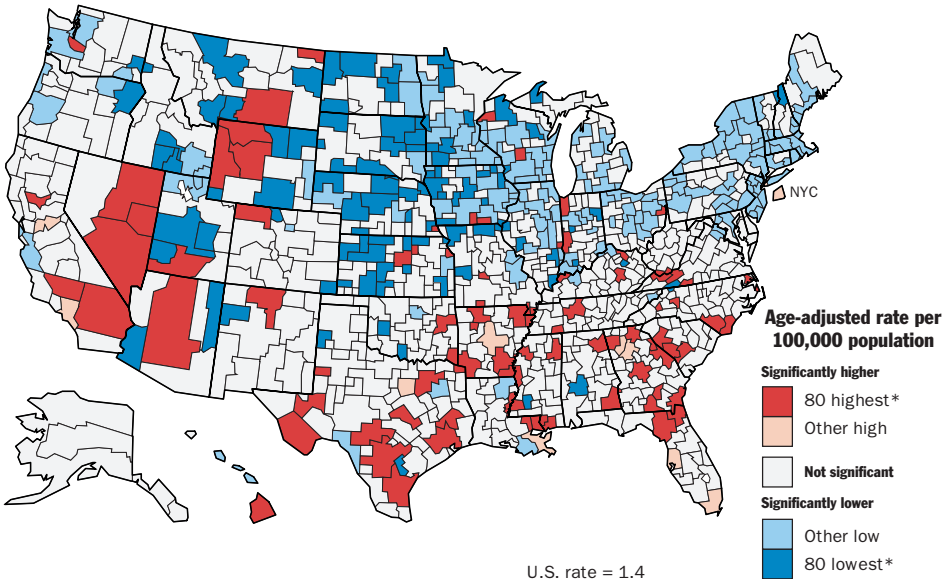 NYC
Age-adjusted rate per
100,000 population
Significantly higher
80 highest*
Other high
Not significant
Significantly lower
Other low
80 lowest*
U.S. rate = 1.4